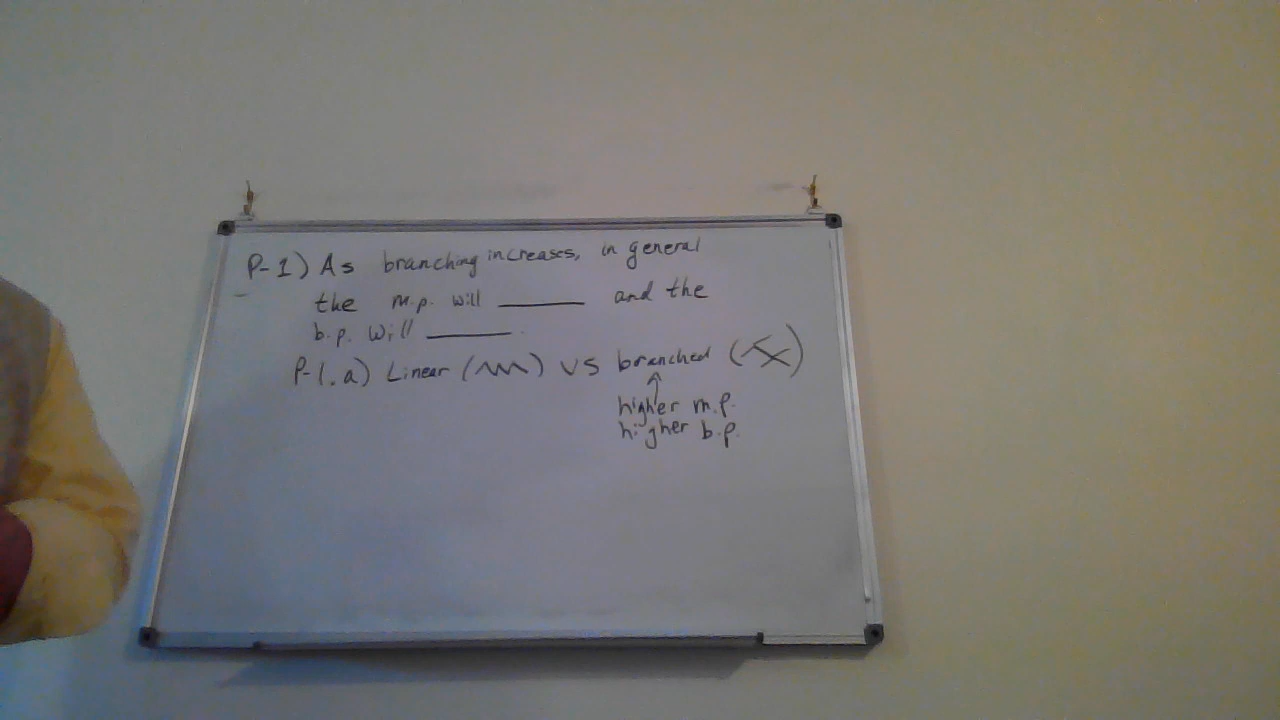 P-1) As branching increases, in general
the m.p. will ______ and the
b.p. will ______.
P-1.a) Linear () vs branched ()
higher m.p.
higher b.p.